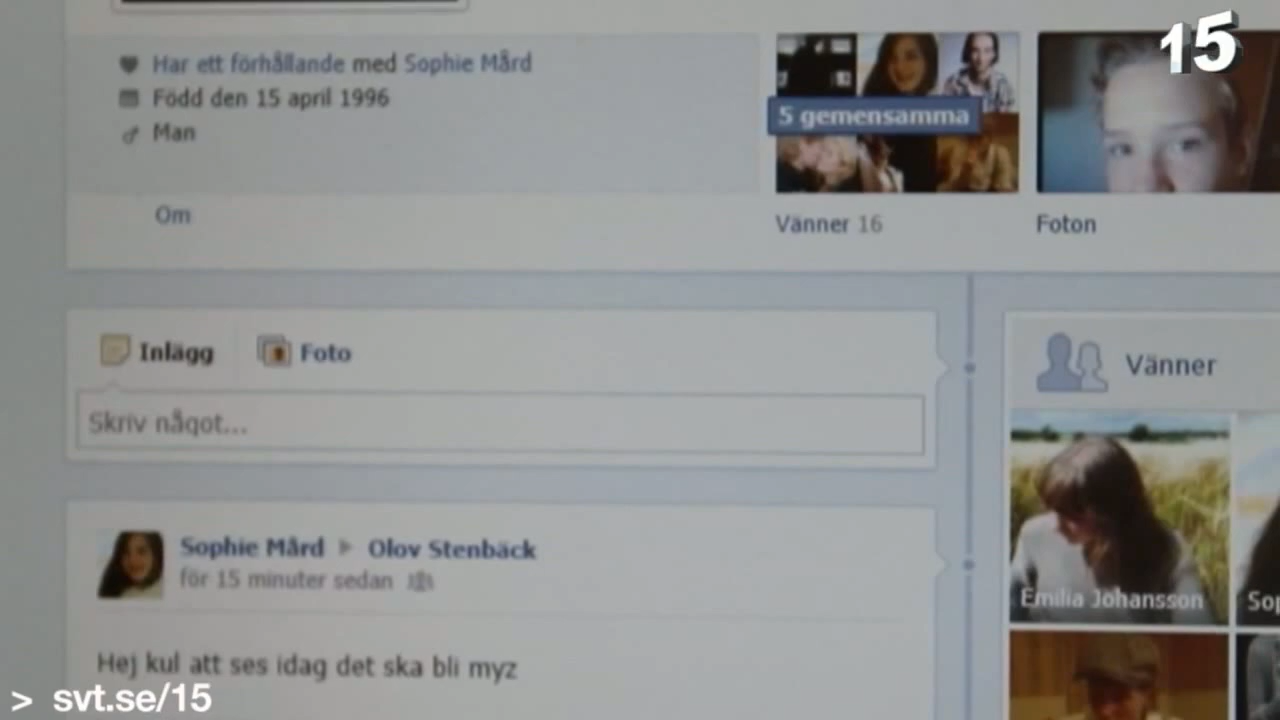 15
Har ett förhållande med Sophie Mård
Född den 15 april 1996
Man
5 gemensamma
Om
Vänner 16
Foton
Inlägg
Foto
Skriv något...
Vänner
Sophie Mård ▶ Olov Stenbäck
för 15 minuter sedan
Emilia Johansson
Sop
Hej kul att ses idag det ska bli myz
> svt.se/15